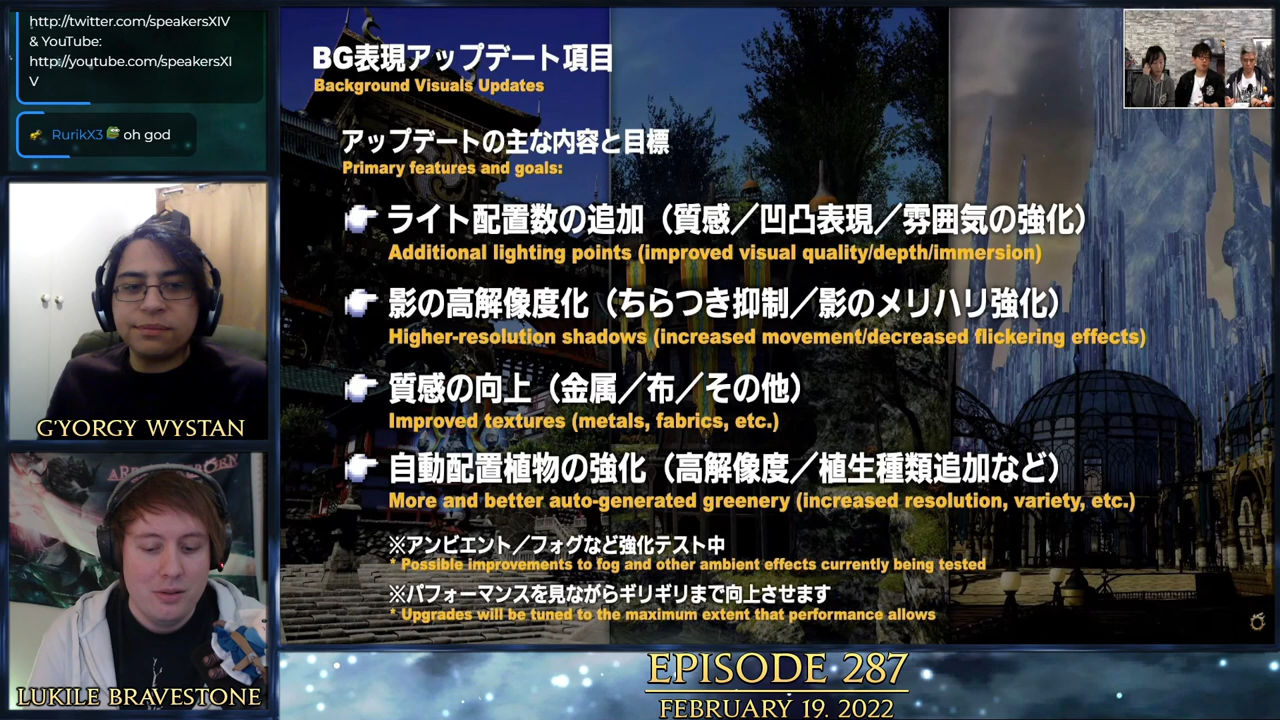 http://twitter.com/speakersXIV
& YouTube:
http://youtube.com/speakersXI
V
RurikX3 oh god
G'YORGY WYSTAN
LUKILE BRAVESTONE
BG表現アップデート項目
Background Visuals Updates
アップデートの主な内容と目標
Primary features and goals:
ライト配置数の追加（質感／凹凸表現／雰囲気の強化）
Additional lighting points (improved visual quality/depth/immersion)
影の高解像度化（ちらつき抑制／影のメリハリ強化）
Higher-resolution shadows (increased movement/decreased flickering effects)
質感の向上（金属／布／その他）
Improved textures (metals, fabrics, etc.)
自動配置植物の強化（高解像度／植生種類追加など）
More and better auto-generated greenery (increased resolution, variety, etc.)
※アンビエント／フォグなど強化テスト中
* Possible improvements to fog and other ambient effects currently being tested
※パフォーマンスを見ながらギリギリまで向上させます
* Upgrades will be tuned to the maximum extent that performance allows
EPISODE 287
FEBRUARY 19, 2022